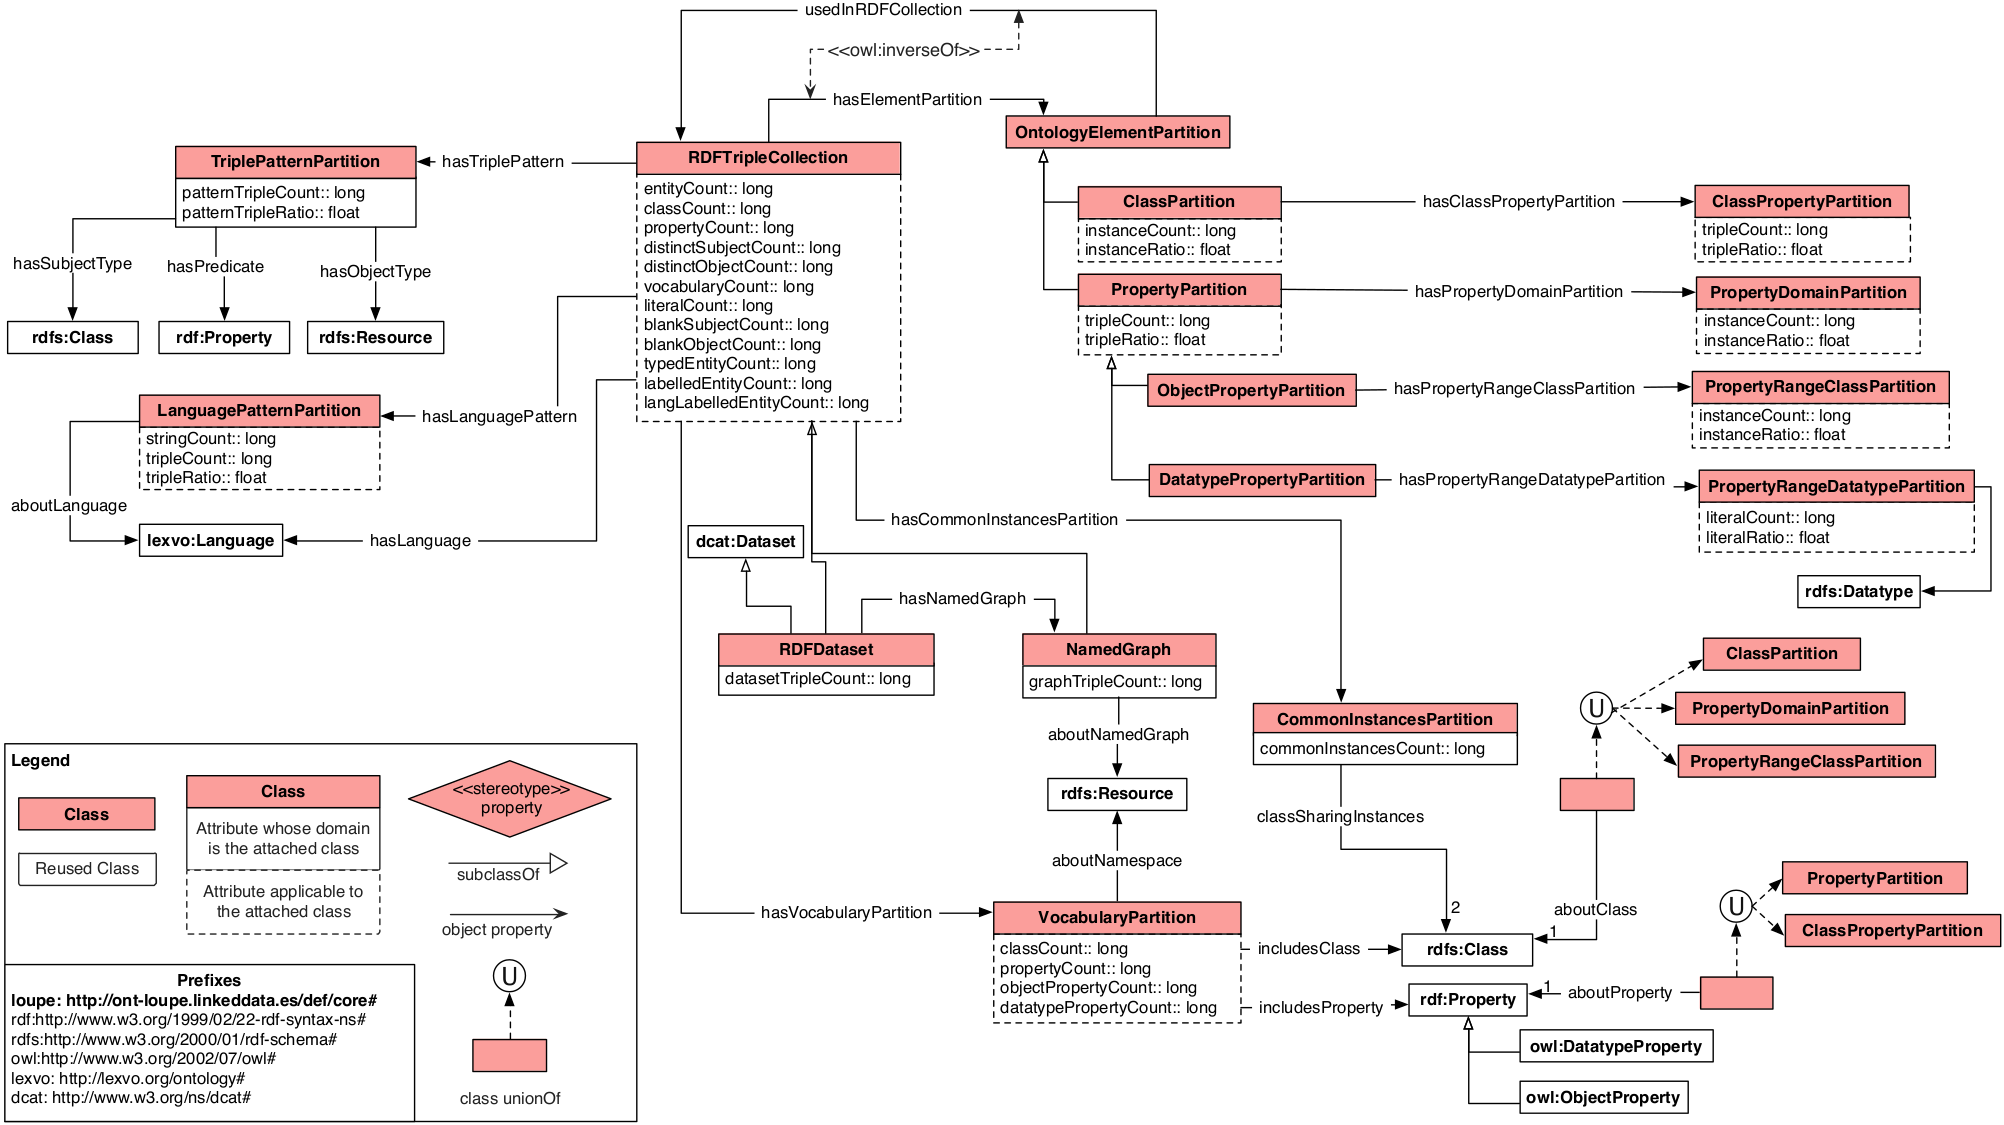 usedInRDFCollection
<<owl:inverseOf>>
hasElementPartition
OntologyElementPartition
TriplePatternPartition
patternTripleCount:: long
patternTripleRatio:: float
hasTriplePattern
RDFTripleCollection
entityCount:: long
classCount:: long
propertyCount:: long
distinctSubjectCount:: long
distinctObjectCount:: long
vocabularyCount:: long
literalCount:: long
blankSubjectCount:: long
blankObjectCount:: long
typedEntityCount:: long
labelledEntityCount:: long
langLabelledEntityCount:: long
ClassPartition
instanceCount:: long
instanceRatio:: float
hasClassPropertyPartition
ClassPropertyPartition
tripleCount:: long
tripleRatio:: float
hasSubjectType
hasPredicate
hasObjectType
rdfs:Class
rdf:Property
rdfs:Resource
PropertyPartition
tripleCount:: long
tripleRatio:: float
hasPropertyDomainPartition
PropertyDomainPartition
instanceCount:: long
instanceRatio:: float
ObjectPropertyPartition
hasPropertyRangeClassPartition
PropertyRangeClassPartition
instanceCount:: long
instanceRatio:: float
LanguagePatternPartition
stringCount:: long
tripleCount:: long
tripleRatio:: float
hasLanguagePattern
aboutLanguage
lexvo:Language
hasLanguage
DatatypePropertyPartition
hasPropertyRangeDatatypePartition
PropertyRangeDatatypePartition
literalCount:: long
literalRatio:: float
rdfs:Datatype
hasCommonInstancesPartition
dcat:Dataset
hasNamedGraph
RDFDataset
datasetTripleCount:: long
NamedGraph
graphTripleCount:: long
aboutNamedGraph
rdfs:Resource
aboutNamespace
CommonInstancesPartition
commonInstancesCount:: long
classSharingInstances
2
U
ClassPartition
PropertyDomainPartition
PropertyRangeClassPartition
aboutClass
1
hasVocabularyPartition
VocabularyPartition
classCount:: long
propertyCount:: long
objectPropertyCount:: long
datatypePropertyCount:: long
includesClass
rdfs:Class
includesProperty
rdf:Property
1
aboutProperty
U
PropertyPartition
ClassPropertyPartition
owl:DatatypeProperty
owl:ObjectProperty
Legend
Class
Reused Class
Class
Attribute whose domain
is the attached class
Attribute applicable to
the attached class
<<stereotype>>
property
subclassOf
object property
U
class unionOf
Prefixes
loupe: http://ont-loupe.linkeddata.es/def/core#
rdf:http://www.w3.org/1999/02/22-rdf-syntax-ns#
rdfs:http://www.w3.org/2000/01/rdf-schema#
owl:http://www.w3.org/2002/07/owl#
lexvo: http://lexvo.org/ontology#
dcat: http://www.w3.org/ns/dcat#